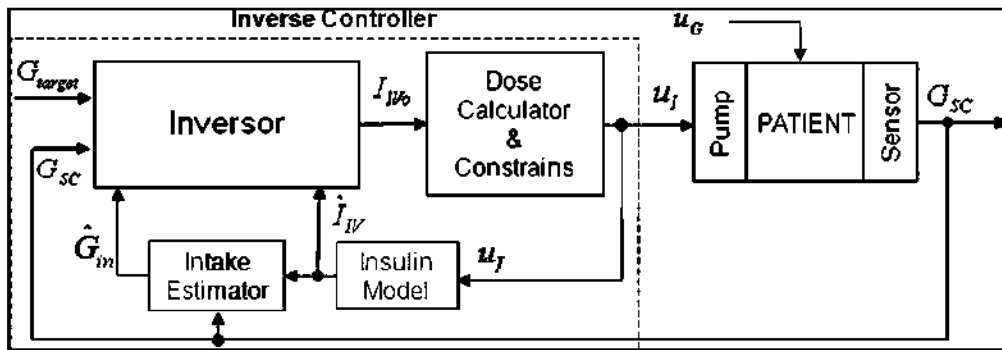 Inverse Controller
u_G
G_target
Inversor
I_IVo
Dose
Calculator
&
Constrains
u_I
Pump
PATIENT
Sensor
G_SC
G_SC
Ĝ_in
Intake
Estimator
İ_IV
Insulin
Model
u_I